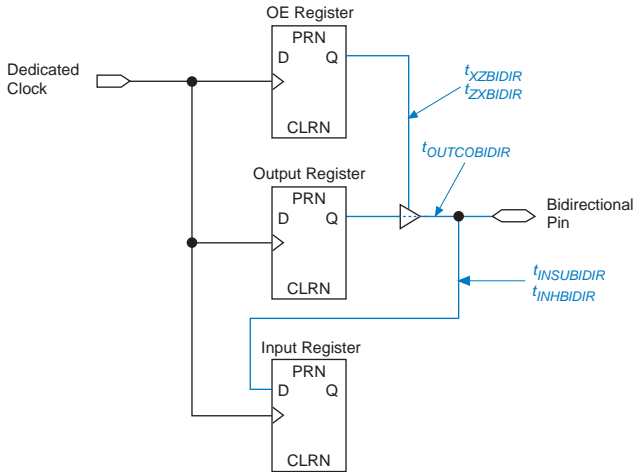 OE Register
PRN
D Q
CLRN
Dedicated
Clock
tXZBIDIR
tZXBIDIR
tOUTCOBIDIR
Output Register
PRN
D Q
CLRN
Bidirectional
Pin
tINSUBIDIR
tINHBIDIR
Input Register
PRN
D Q
CLRN